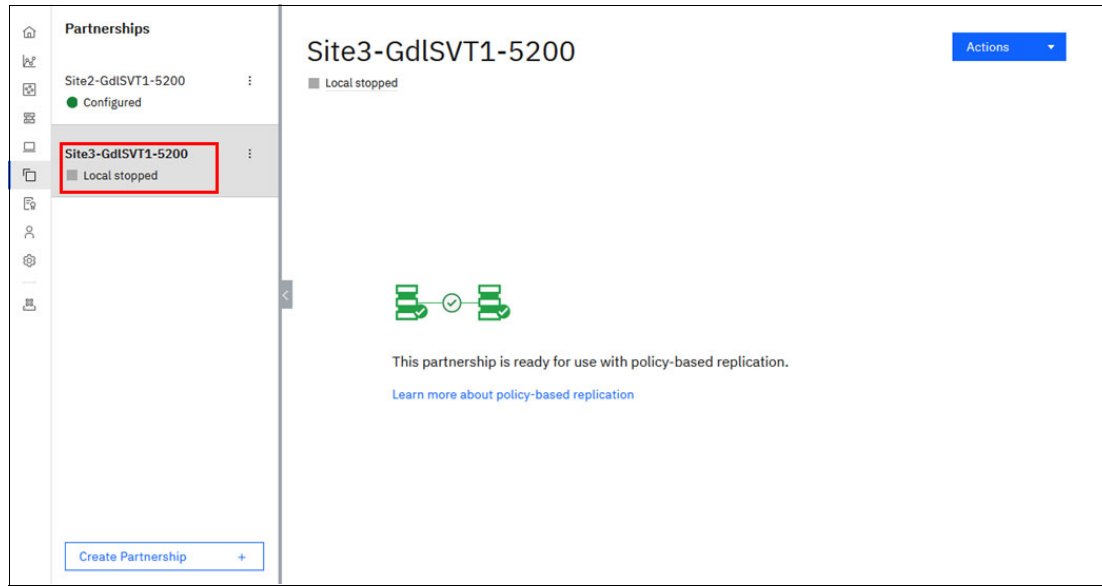 Partnerships
Site2-GdlSVT1-5200
Configured
Site3-GdlSVT1-5200
Local stopped
Create Partnership +
Site3-GdlSVT1-5200
Local stopped
Actions
This partnership is ready for use with policy-based replication.
Learn more about policy-based replication